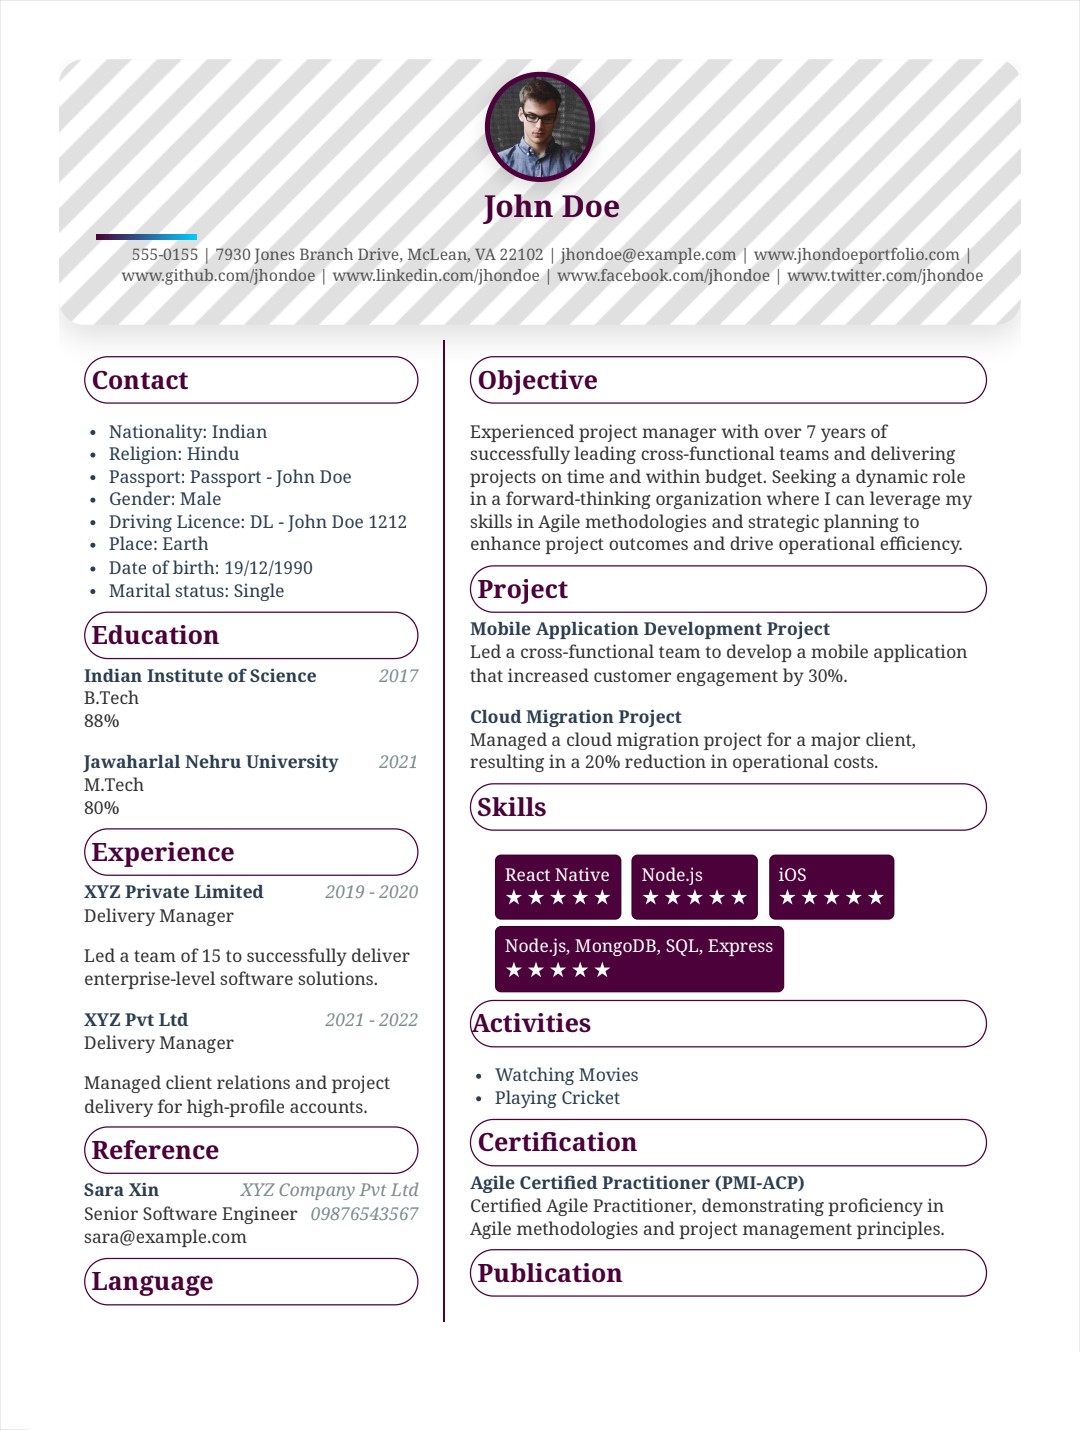 John Doe
555-0155 | 7930 Jones Branch Drive, McLean, VA 22102 | jhondoe@example.com | www.jhondoeportfolio.com |
www.github.com/jhondoe | www.linkedin.com/jhondoe | www.facebook.com/jhondoe | www.twitter.com/jhondoe
Contact
• Nationality: Indian
• Religion: Hindu
• Passport: Passport - John Doe
• Gender: Male
• Driving Licence: DL - John Doe 1212
• Place: Earth
• Date of birth: 19/12/1990
• Marital status: Single
Education
Indian Institute of Science 2017
B.Tech
88%
Jawaharlal Nehru University 2021
M.Tech
80%
Experience
XYZ Private Limited 2019 - 2020
Delivery Manager
Led a team of 15 to successfully deliver
enterprise-level software solutions.
XYZ Pvt Ltd 2021 - 2022
Delivery Manager
Managed client relations and project
delivery for high-profile accounts.
Reference
Sara Xin XYZ Company Pvt Ltd
Senior Software Engineer 09876543567
sara@example.com
Language
Objective
Experienced project manager with over 7 years of
successfully leading cross-functional teams and delivering
projects on time and within budget. Seeking a dynamic role
in a forward-thinking organization where I can leverage my
skills in Agile methodologies and strategic planning to
enhance project outcomes and drive operational efficiency.
Project
Mobile Application Development Project
Led a cross-functional team to develop a mobile application
that increased customer engagement by 30%.
Cloud Migration Project
Managed a cloud migration project for a major client,
resulting in a 20% reduction in operational costs.
Skills
React Native Node.js iOS
★★★★★ ★★★★★ ★★★★★
Node.js, MongoDB, SQL, Express
★★★★★
Activities
• Watching Movies
• Playing Cricket
Certification
Agile Certified Practitioner (PMI-ACP)
Certified Agile Practitioner, demonstrating proficiency in
Agile methodologies and project management principles.
Publication